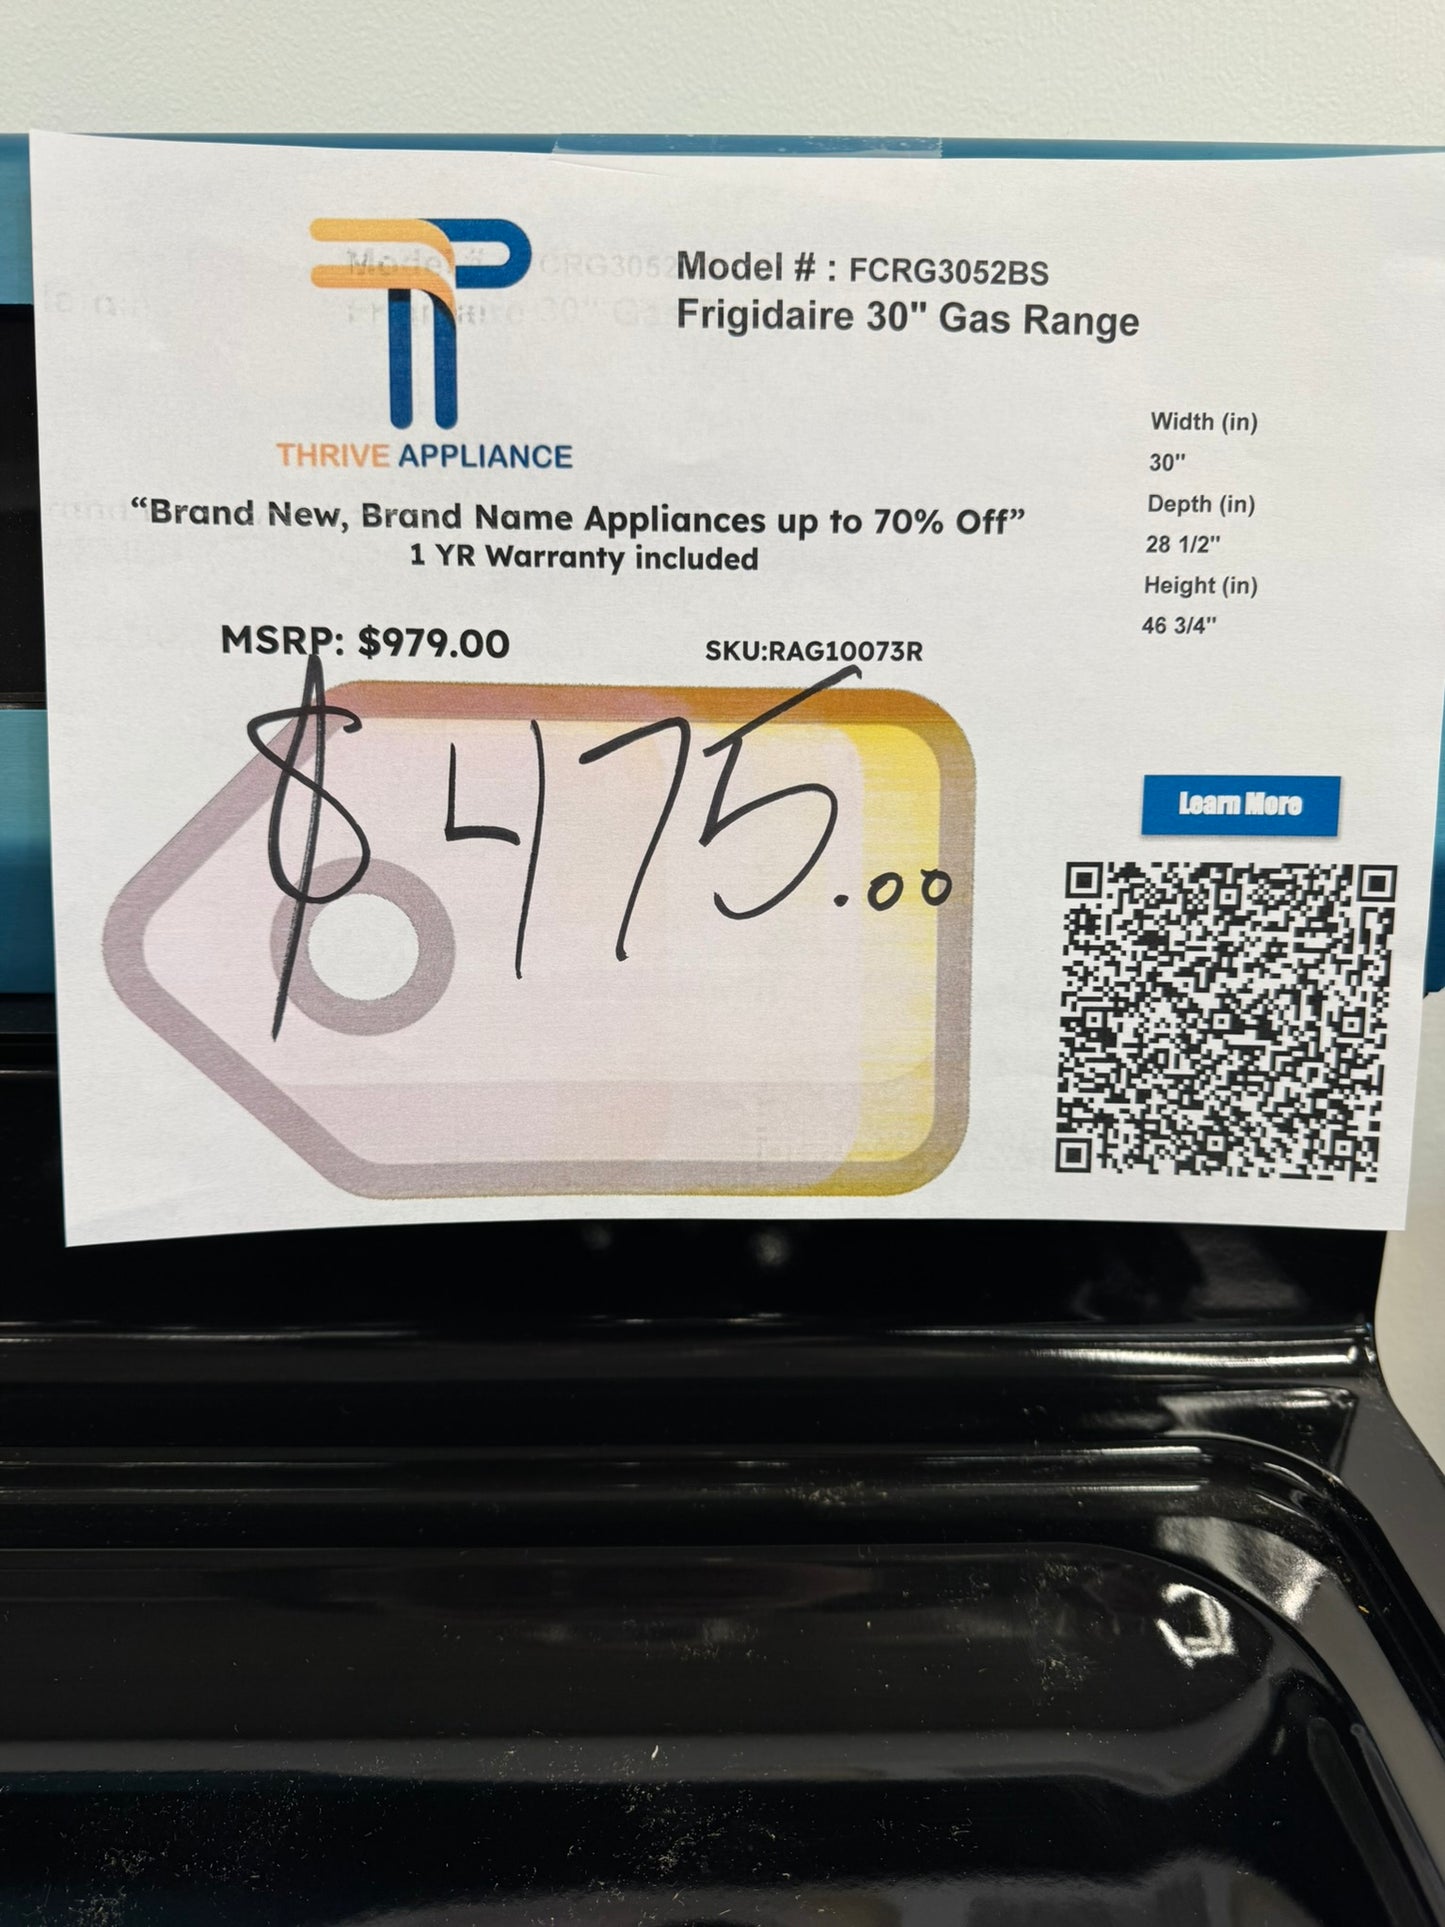 Model # : FCRG3052BS
Frigidaire 30" Gas Range
THRIVE APPLIANCE
“Brand New, Brand Name Appliances up to 70% Off”
1 YR Warranty included
Width (in)
30"
Depth (in)
28 1/2"
Height (in)
46 3/4"
MSRP: $979.00
SKU:RAG10073R
$475.00
Learn More